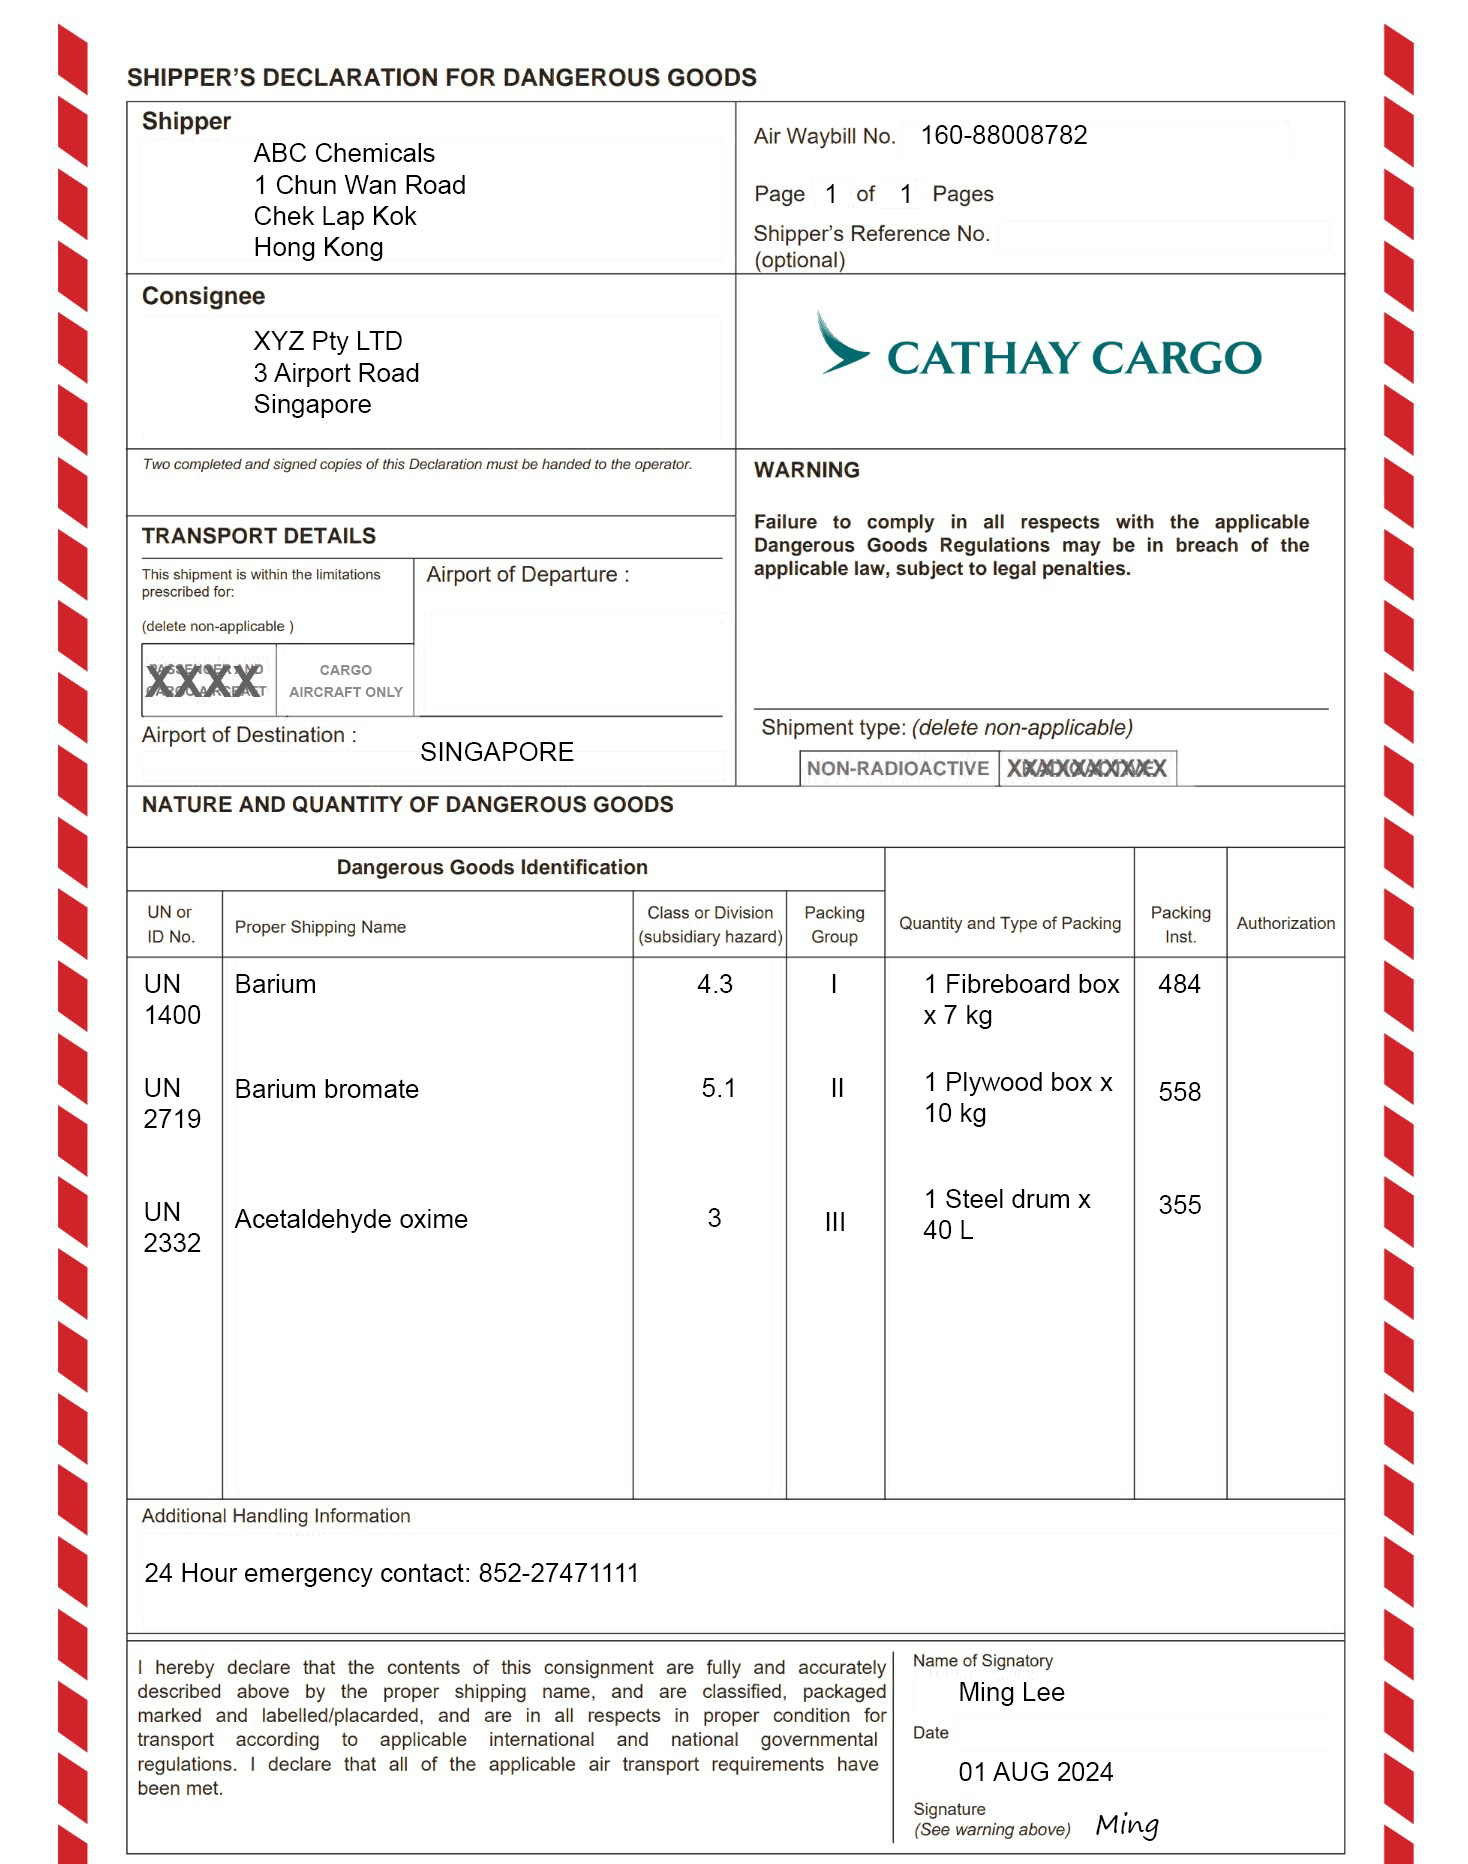 SHIPPER'S DECLARATION FOR DANGEROUS GOODS
Shipper
ABC Chemicals
1 Chun Wan Road
Chek Lap Kok
Hong Kong
Air Waybill No. 160-88008782
Page 1 of 1 Pages
Shipper's Reference No.
(optional)
Consignee
XYZ Pty LTD
3 Airport Road
Singapore
CATHAY CARGO
Two completed and signed copies of this Declaration must be handed to the operator.
WARNING
Failure to comply in all respects with the applicable
Dangerous Goods Regulations may be in breach of the
applicable law, subject to legal penalties.
TRANSPORT DETAILS
This shipment is within the limitations
prescribed for:
(delete non-applicable )
Airport of Departure :
PASSENGER AND
CARGO AIRCRAFT
XXXX
CARGO
AIRCRAFT ONLY
Airport of Destination :
SINGAPORE
Shipment type: (delete non-applicable)
NON-RADIOACTIVE
XXXXXXXXXX
NATURE AND QUANTITY OF DANGEROUS GOODS
Dangerous Goods Identification
UN or
ID No.
Proper Shipping Name
Class or Division
(subsidiary hazard)
Packing
Group
Quantity and Type of Packing
Packing
Inst.
Authorization
UN
1400
Barium
4.3
I
1 Fibreboard box
x 7 kg
484
UN
2719
Barium bromate
5.1
II
1 Plywood box x
10 kg
558
UN
2332
Acetaldehyde oxime
3
III
1 Steel drum x
40 L
355
Additional Handling Information
24 Hour emergency contact: 852-27471111
I hereby declare that the contents of this consignment are fully and accurately
described above by the proper shipping name, and are classified, packaged
marked and labelled/placarded, and are in all respects in proper condition for
transport according to applicable international and national governmental
regulations. I declare that all of the applicable air transport requirements have
been met.
Name of Signatory
Ming Lee
Date
01 AUG 2024
Signature
(See warning above) Ming